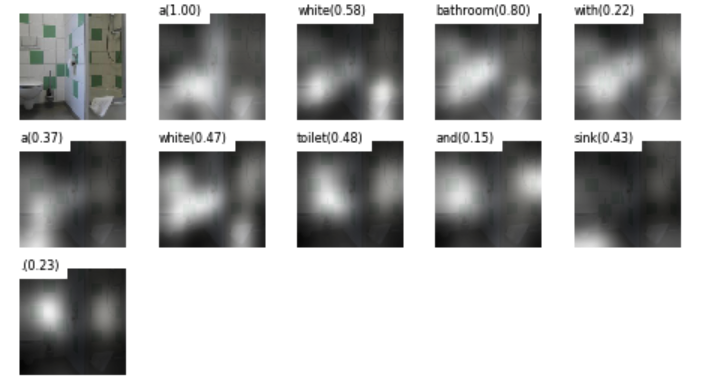 a(1.00) white(0.58) bathroom(0.80) with(0.22)
a(0.37) white(0.47) toilet(0.48) and(0.15) sink(0.43)
.(0.23)